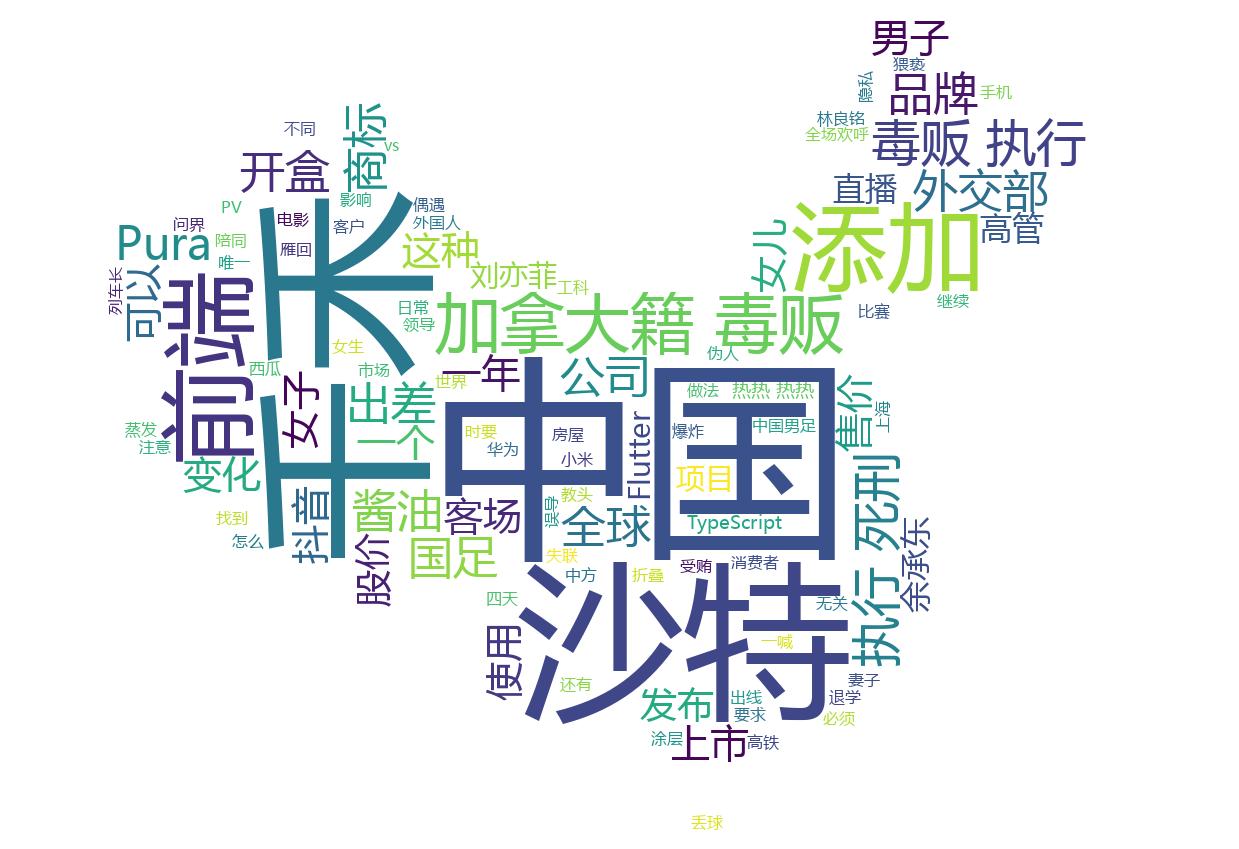 男子
猥亵
隐私
品牌
手机
林良铭
全场欢呼
毒贩 执行
不同
商标
vs
开盒
直播
外交部
高管
添加
女儿
影响
偶遇
外国人
PV
问界
电影
客户
陪同
雁回
唯一
Pura
千禾
这种
刘亦菲
工科
列车长
可以
前端
日常
领导
加拿大籍 毒贩
比赛
继续
女生
伪人
西瓜
市场
一年
世界
公司
做法
热热 热热
售价
上海
女子
出差
一个
中国
时要
房屋
华为
小米
Flutter
爆炸
中国男足
项目
TypeScript
蒸发
注意
变化
抖音
酱油
客场
误导
教头
全球
找到
怎么
股价
国足
失联
中方
折叠
受贿
消费者
执行 死刑
余承东
四天
沙特
无关
一喊
使用
还有
发布
出线
要求
妻子
退学
必须
涂层
上市
高铁
丢球